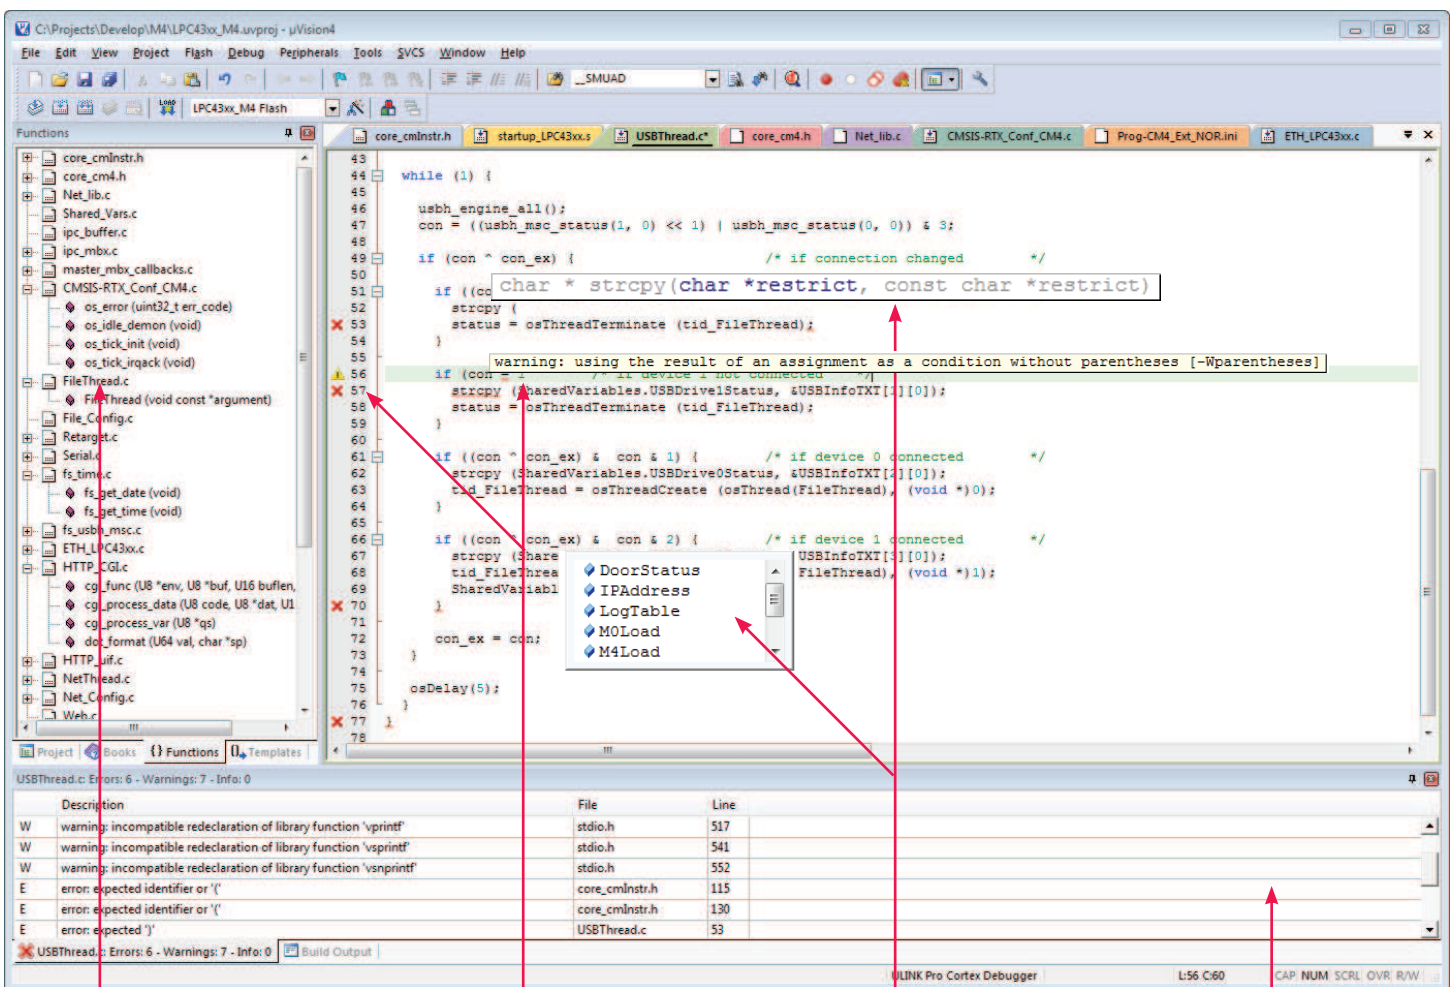 C:\Projects\Develop\M4\LPC43xx_M4.uvproj - µVision4
File Edit View Project Flash Debug Peripherals Tools SVCS Window Help
__SMUAD
LOAD LPC43xx_M4 Flash
Functions
core_cmInstr.h
core_cm4.h
Net_lib.c
Shared_Vars.c
ipc_buffer.c
ipc_mbx.c
master_mbx_callbacks.c
CMSIS-RTX_Conf_CM4.c
os_error (uint32_t err_code)
os_idle_demon (void)
os_tick_init (void)
os_tick_irqack (void)
FileThread.c
FileThread (void const *argument)
File_Config.c
Retarget.c
Serial.c
fs_time.c
fs_get_date (void)
fs_get_time (void)
fs_usbh_msc.c
ETH_LPC43xx.c
HTTP_CGI.c
cgi_func (U8 *env, U8 *buf, U16 buflen,
cgi_process_data (U8 code, U8 *dat, U1
cgi_process_var (U8 *qs)
dot_format (U64 val, char *sp)
HTTP_uif.c
NetThread.c
Net_Config.c
Web.c
Project Books {} Functions Templates
core_cmInstr.h startup_LPC43xx.s USBThread.c* core_cm4.h Net_lib.c CMSIS-RTX_Conf_CM4.c Prog-CM4_Ext_NOR.ini ETH_LPC43xx.c
43
44 while (1) {
45
46 usbh_engine_all();
47 con = ((usbh_msc_status(1, 0) << 1) | usbh_msc_status(0, 0)) & 3;
48
49 if (con ^ con_ex) { /* if connection changed */
50
char * strcpy(char *restrict, const char *restrict)
51 if ((co
52 strcpy (
53 status = osThreadTerminate (tid_FileThread);
54 }
55
warning: using the result of an assignment as a condition without parentheses [-Wparentheses]
56 if (con = 1 /* if device 1 not connected */
57 strcpy (SharedVariables.USBDrive1Status, &USBInfoTXT[1][0]);
58 status = osThreadTerminate (tid_FileThread);
59 }
60
61 if ((con ^ con_ex) & con & 1) { /* if device 0 connected */
62 strcpy (SharedVariables.USBDrive0Status, &USBInfoTXT[2][0]);
63 tid_FileThread = osThreadCreate (osThread(FileThread), (void *)0);
64 }
65
66 if ((con ^ con_ex) & con & 2) { /* if device 1 connected */
67 strcpy (Share USBInfoTXT[3][0]);
68 tid_FileThrea FileThread), (void *)1);
69 SharedVariabl
70 }
71
72 con_ex = con;
73 }
74
75 osDelay(5);
76 }
77 }
78
DoorStatus
IPAddress
LogTable
M0Load
M4Load
USBThread.c: Errors: 6 - Warnings: 7 - Info: 0
Description File Line
W warning: incompatible redeclaration of library function 'vprintf' stdio.h 517
W warning: incompatible redeclaration of library function 'vsprintf' stdio.h 541
W warning: incompatible redeclaration of library function 'vsnprintf' stdio.h 552
E error: expected identifier or '(' core_cmInstr.h 115
E error: expected identifier or '(' core_cmInstr.h 130
E error: expected ')' USBThread.c 53
USBThread.c: Errors: 6 - Warnings: 7 - Info: 0 Build Output
ULINK Pro Cortex Debugger L:56 C:60 CAP NUM SCRL OVR R/W